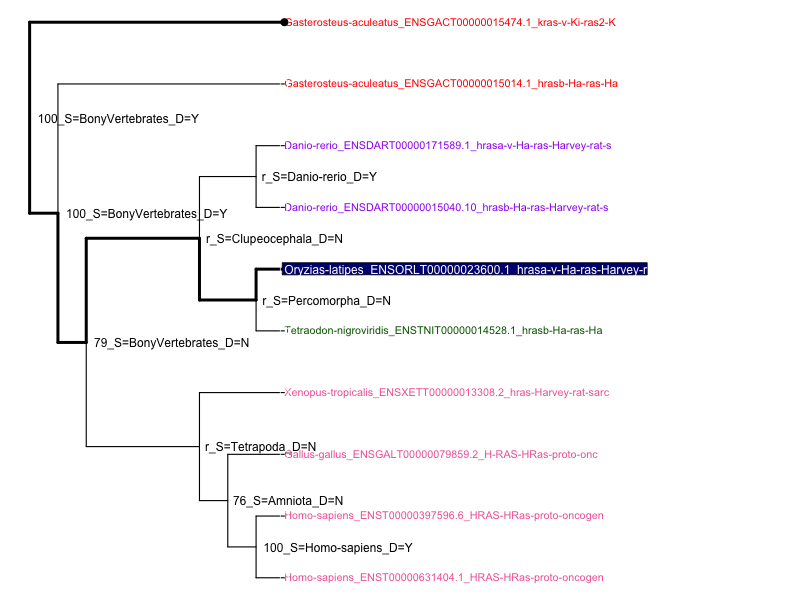 Gasterosteus-aculeatus_ENSGACT00000015474.1_kras-v-Ki-ras2-K
Gasterosteus-aculeatus_ENSGACT00000015014.1_hrasb-Ha-ras-Ha
100_S=BonyVertebrates_D=Y
Danio-rerio_ENSDART00000171589.1_hrasa-v-Ha-ras-Harvey-rat-s
r_S=Danio-rerio_D=Y
Danio-rerio_ENSDART00000015040.10_hrasb-Ha-ras-Harvey-rat-s
100_S=BonyVertebrates_D=Y
r_S=Clupeocephala_D=N
Oryzias-latipes_ENSORLT00000023600.1_hrasa-v-Ha-ras-Harvey-r
r_S=Percomorpha_D=N
Tetraodon-nigroviridis_ENSTNIT00000014528.1_hrasb-Ha-ras-Ha
79_S=BonyVertebrates_D=N
Xenopus-tropicalis_ENSXETT00000013308.2_hras-Harvey-rat-sarc
r_S=Tetrapoda_D=N
Gallus-gallus_ENSGALT00000079859.2_H-RAS-HRas-proto-onc
76_S=Amniota_D=N
Homo-sapiens_ENST00000397596.6_HRAS-HRas-proto-oncogen
100_S=Homo-sapiens_D=Y
Homo-sapiens_ENST00000631404.1_HRAS-HRas-proto-oncogen